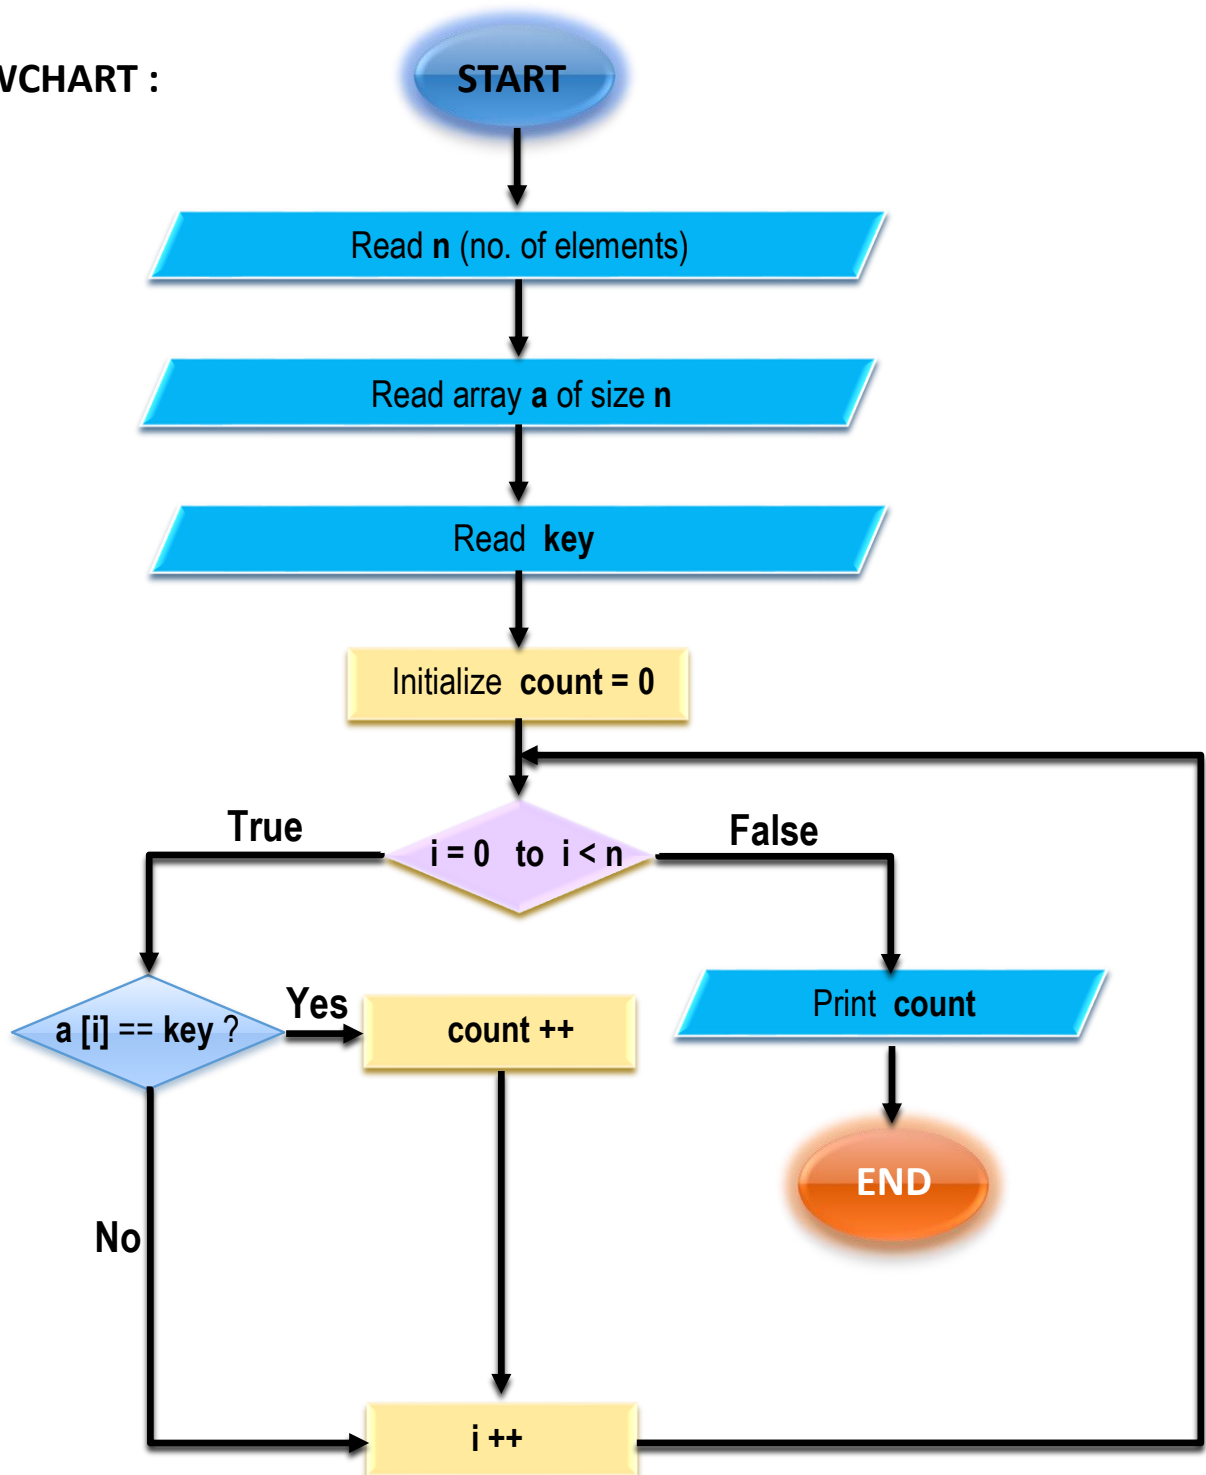 WCHART :
START
Read n (no. of elements)
Read array a of size n
Read key
Initialize count = 0
True
False
i = 0 to i < n
a [i] == key ?
Yes
count ++
Print count
END
No
i ++